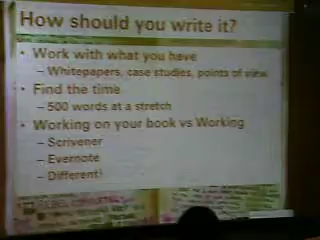 How should you write it?
• Work with what you have
– Whitepapers, case studies, points of view
• Find the time
– 500 words at a stretch
• Working on your book vs Working
– Scrivener
– Evernote
– Different!